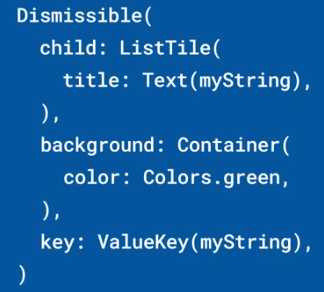 Dismissible(
  child: ListTile(
    title: Text(myString),
  ),
  background: Container(
    color: Colors.green,
  ),
  key: ValueKey(myString),
)